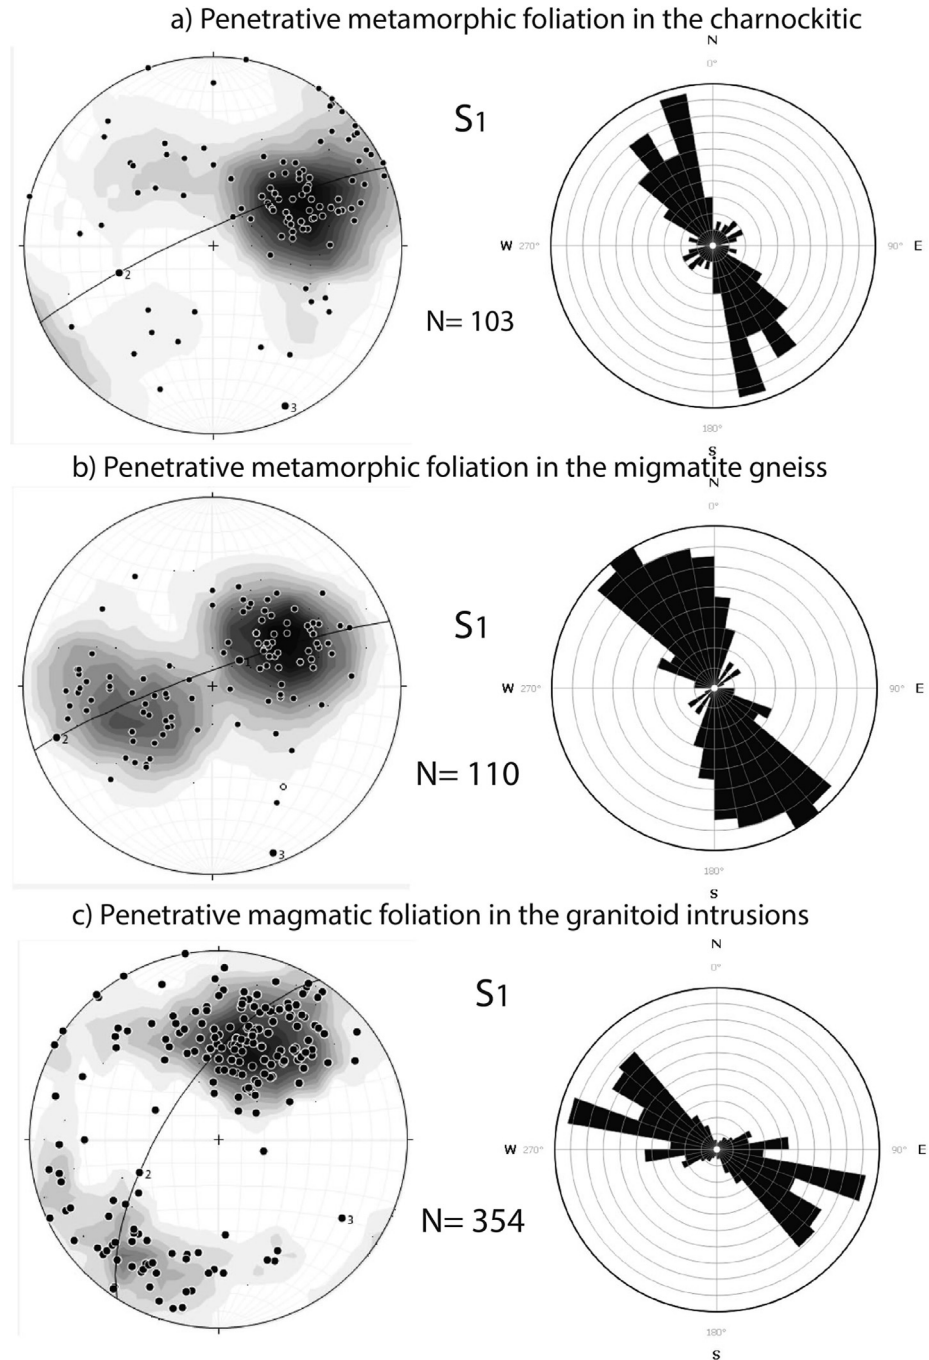 a) Penetrative metamorphic foliation in the charnockitic
N
0°
S1
W 270°
90° E
2
N= 103
3
180°
S
b) Penetrative metamorphic foliation in the migmatite gneiss
N
0°
S1
1
W 270°
90° E
2
N= 110
3
180°
S
c) Penetrative magmatic foliation in the granitoid intrusions
N
0°
S1
W 270°
90° E
2
3
N= 354
180°
S